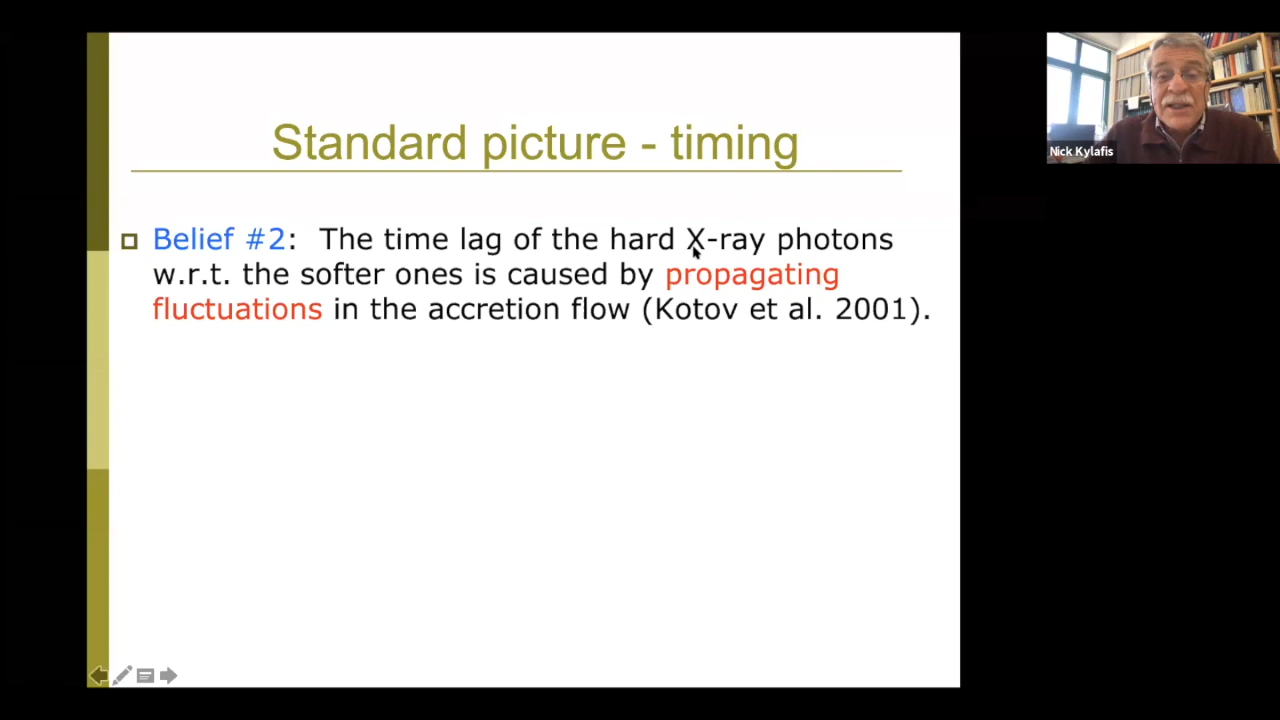 Standard picture - timing
Belief #2: The time lag of the hard X-ray photons
w.r.t. the softer ones is caused by propagating
fluctuations in the accretion flow (Kotov et al. 2001).
Nick Kylafis